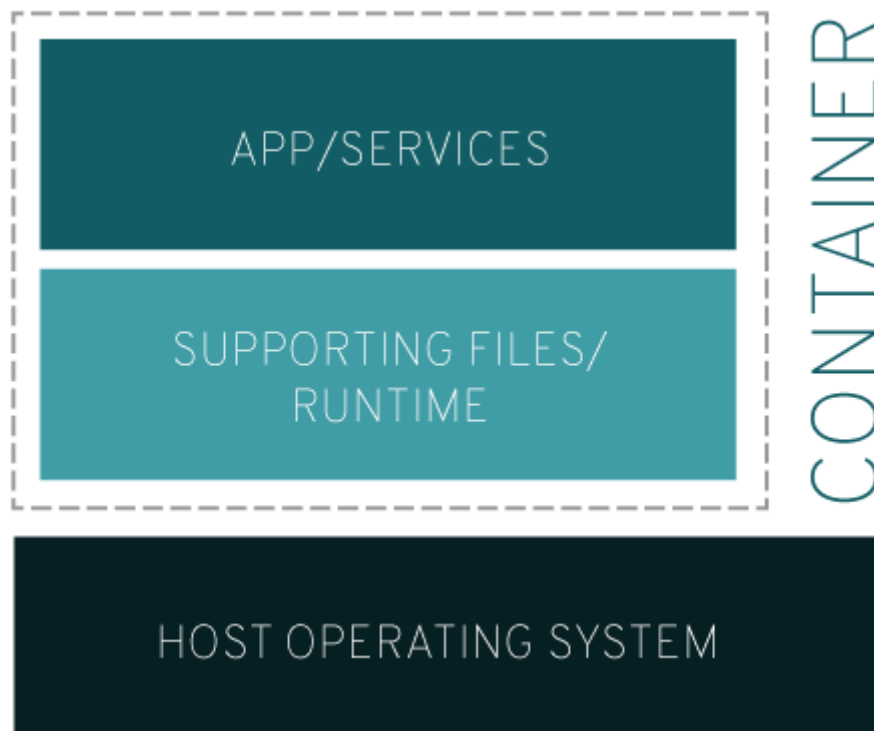 APP/SERVICES
SUPPORTING FILES/
RUNTIME
CONTAINER
HOST OPERATING SYSTEM